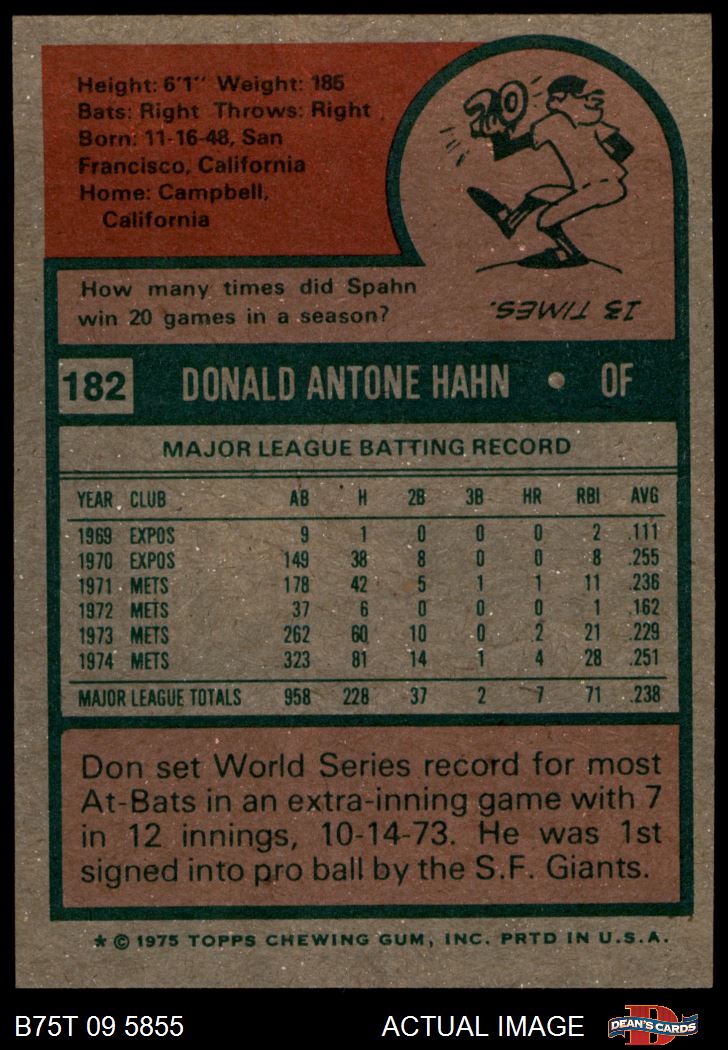 Height: 6'1" Weight: 185
Bats: Right Throws: Right
Born: 11-16-48, San
Francisco, California
Home: Campbell,
California
20
How many times did Spahn
win 20 games in a season?
13 TIMES.
182 DONALD ANTONE HAHN • OF
MAJOR LEAGUE BATTING RECORD
YEAR CLUB AB H 2B 3B HR RBI AVG
1969 EXPOS 9 1 0 0 0 2 .111
1970 EXPOS 149 38 8 0 0 8 .255
1971 METS 178 42 5 1 1 11 .236
1972 METS 37 6 0 0 0 1 .162
1973 METS 262 60 10 0 2 21 .229
1974 METS 323 81 14 1 4 28 .251
MAJOR LEAGUE TOTALS 958 228 37 2 7 71 .238
Don set World Series record for most
At-Bats in an extra-inning game with 7
in 12 innings, 10-14-73. He was 1st
signed into pro ball by the S.F. Giants.
* © 1975 TOPPS CHEWING GUM, INC. PRTD IN U.S.A.
B75T 09 5855 ACTUAL IMAGE D DEAN'S CARDS